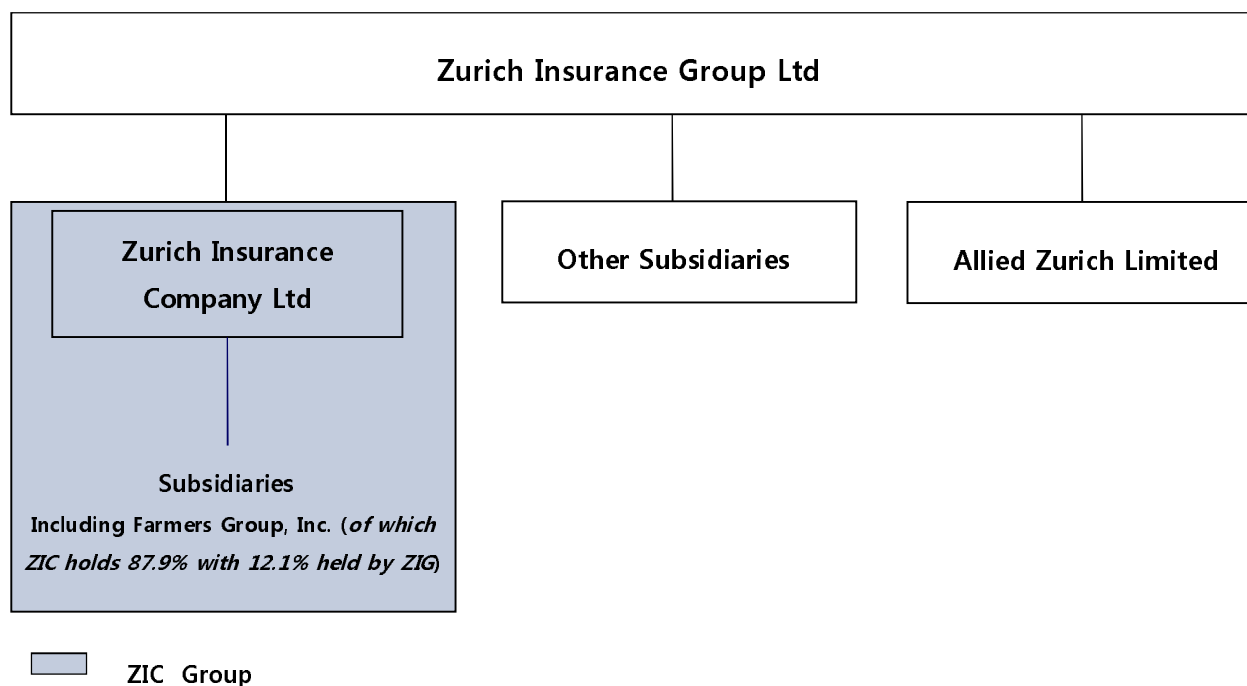 Zurich Insurance Group Ltd
Zurich Insurance
Company Ltd
Other Subsidiaries
Allied Zurich Limited
Subsidiaries
Including Farmers Group, Inc. (of which
ZIC holds 87.9% with 12.1% held by ZIG)
ZIC Group